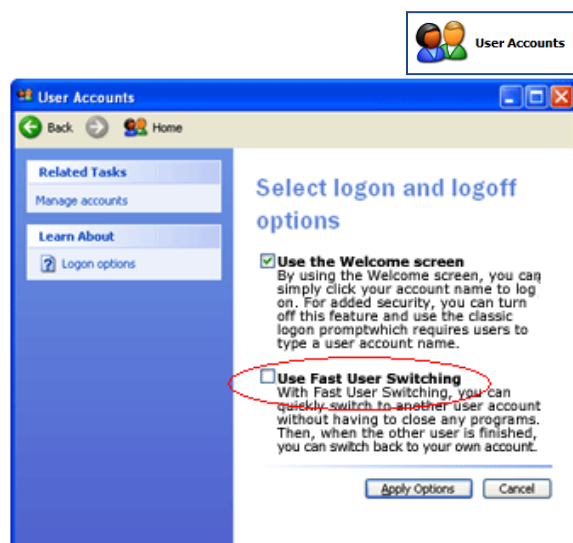 User Accounts
User Accounts
Back Home
Related Tasks
Manage accounts
Learn About
Logon options
Select logon and logoff
options
Use the Welcome screen
By using the Welcome screen, you can
simply click your account name to log
on. For added security, you can turn
off this feature and use the classic
logon promptwhich requires users to
type a user account name.
Use Fast User Switching
With Fast User Switching, you can
quickly switch to another user account
without having to close any programs.
Then, when the other user is finished,
you can switch back to your own account.
Apply Options Cancel